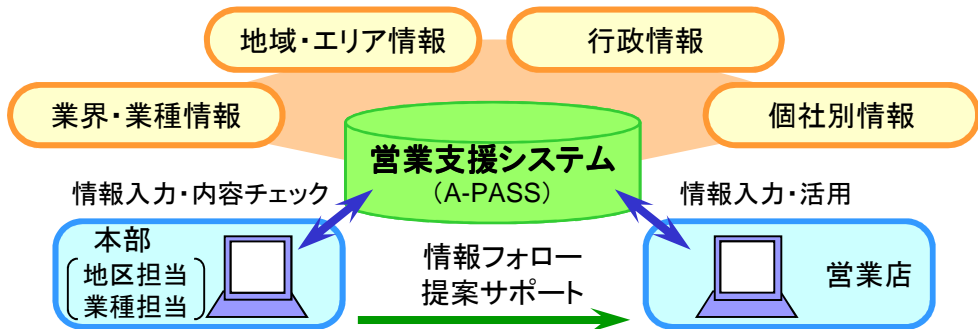 地域・エリア情報
行政情報
業界・業種情報
個社別情報
営業支援システム
（A-PASS）
情報入力・内容チェック
情報入力・活用
本部
地区担当
業種担当
情報フォロー
提案サポート
営業店